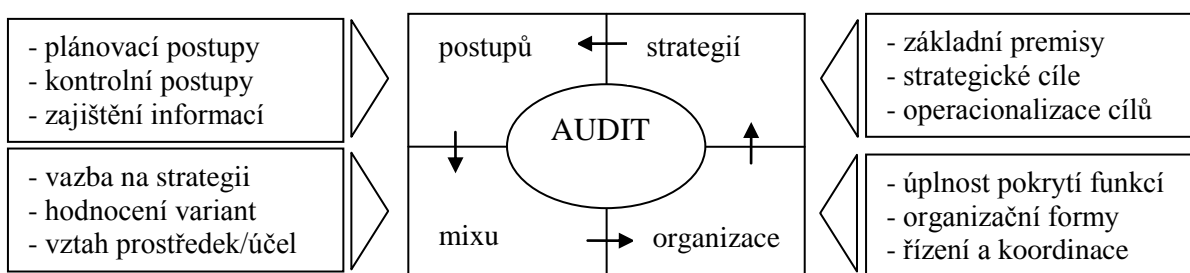 - plánovací postupy
- kontrolní postupy
- zajištění informací
postupů
strategií
- základní premisy
- strategické cíle
- operacionalizace cílů
AUDIT
- vazba na strategii
- hodnocení variant
- vztah prostředek/účel
mixu
organizace
- úplnost pokrytí funkcí
- organizační formy
- řízení a koordinace